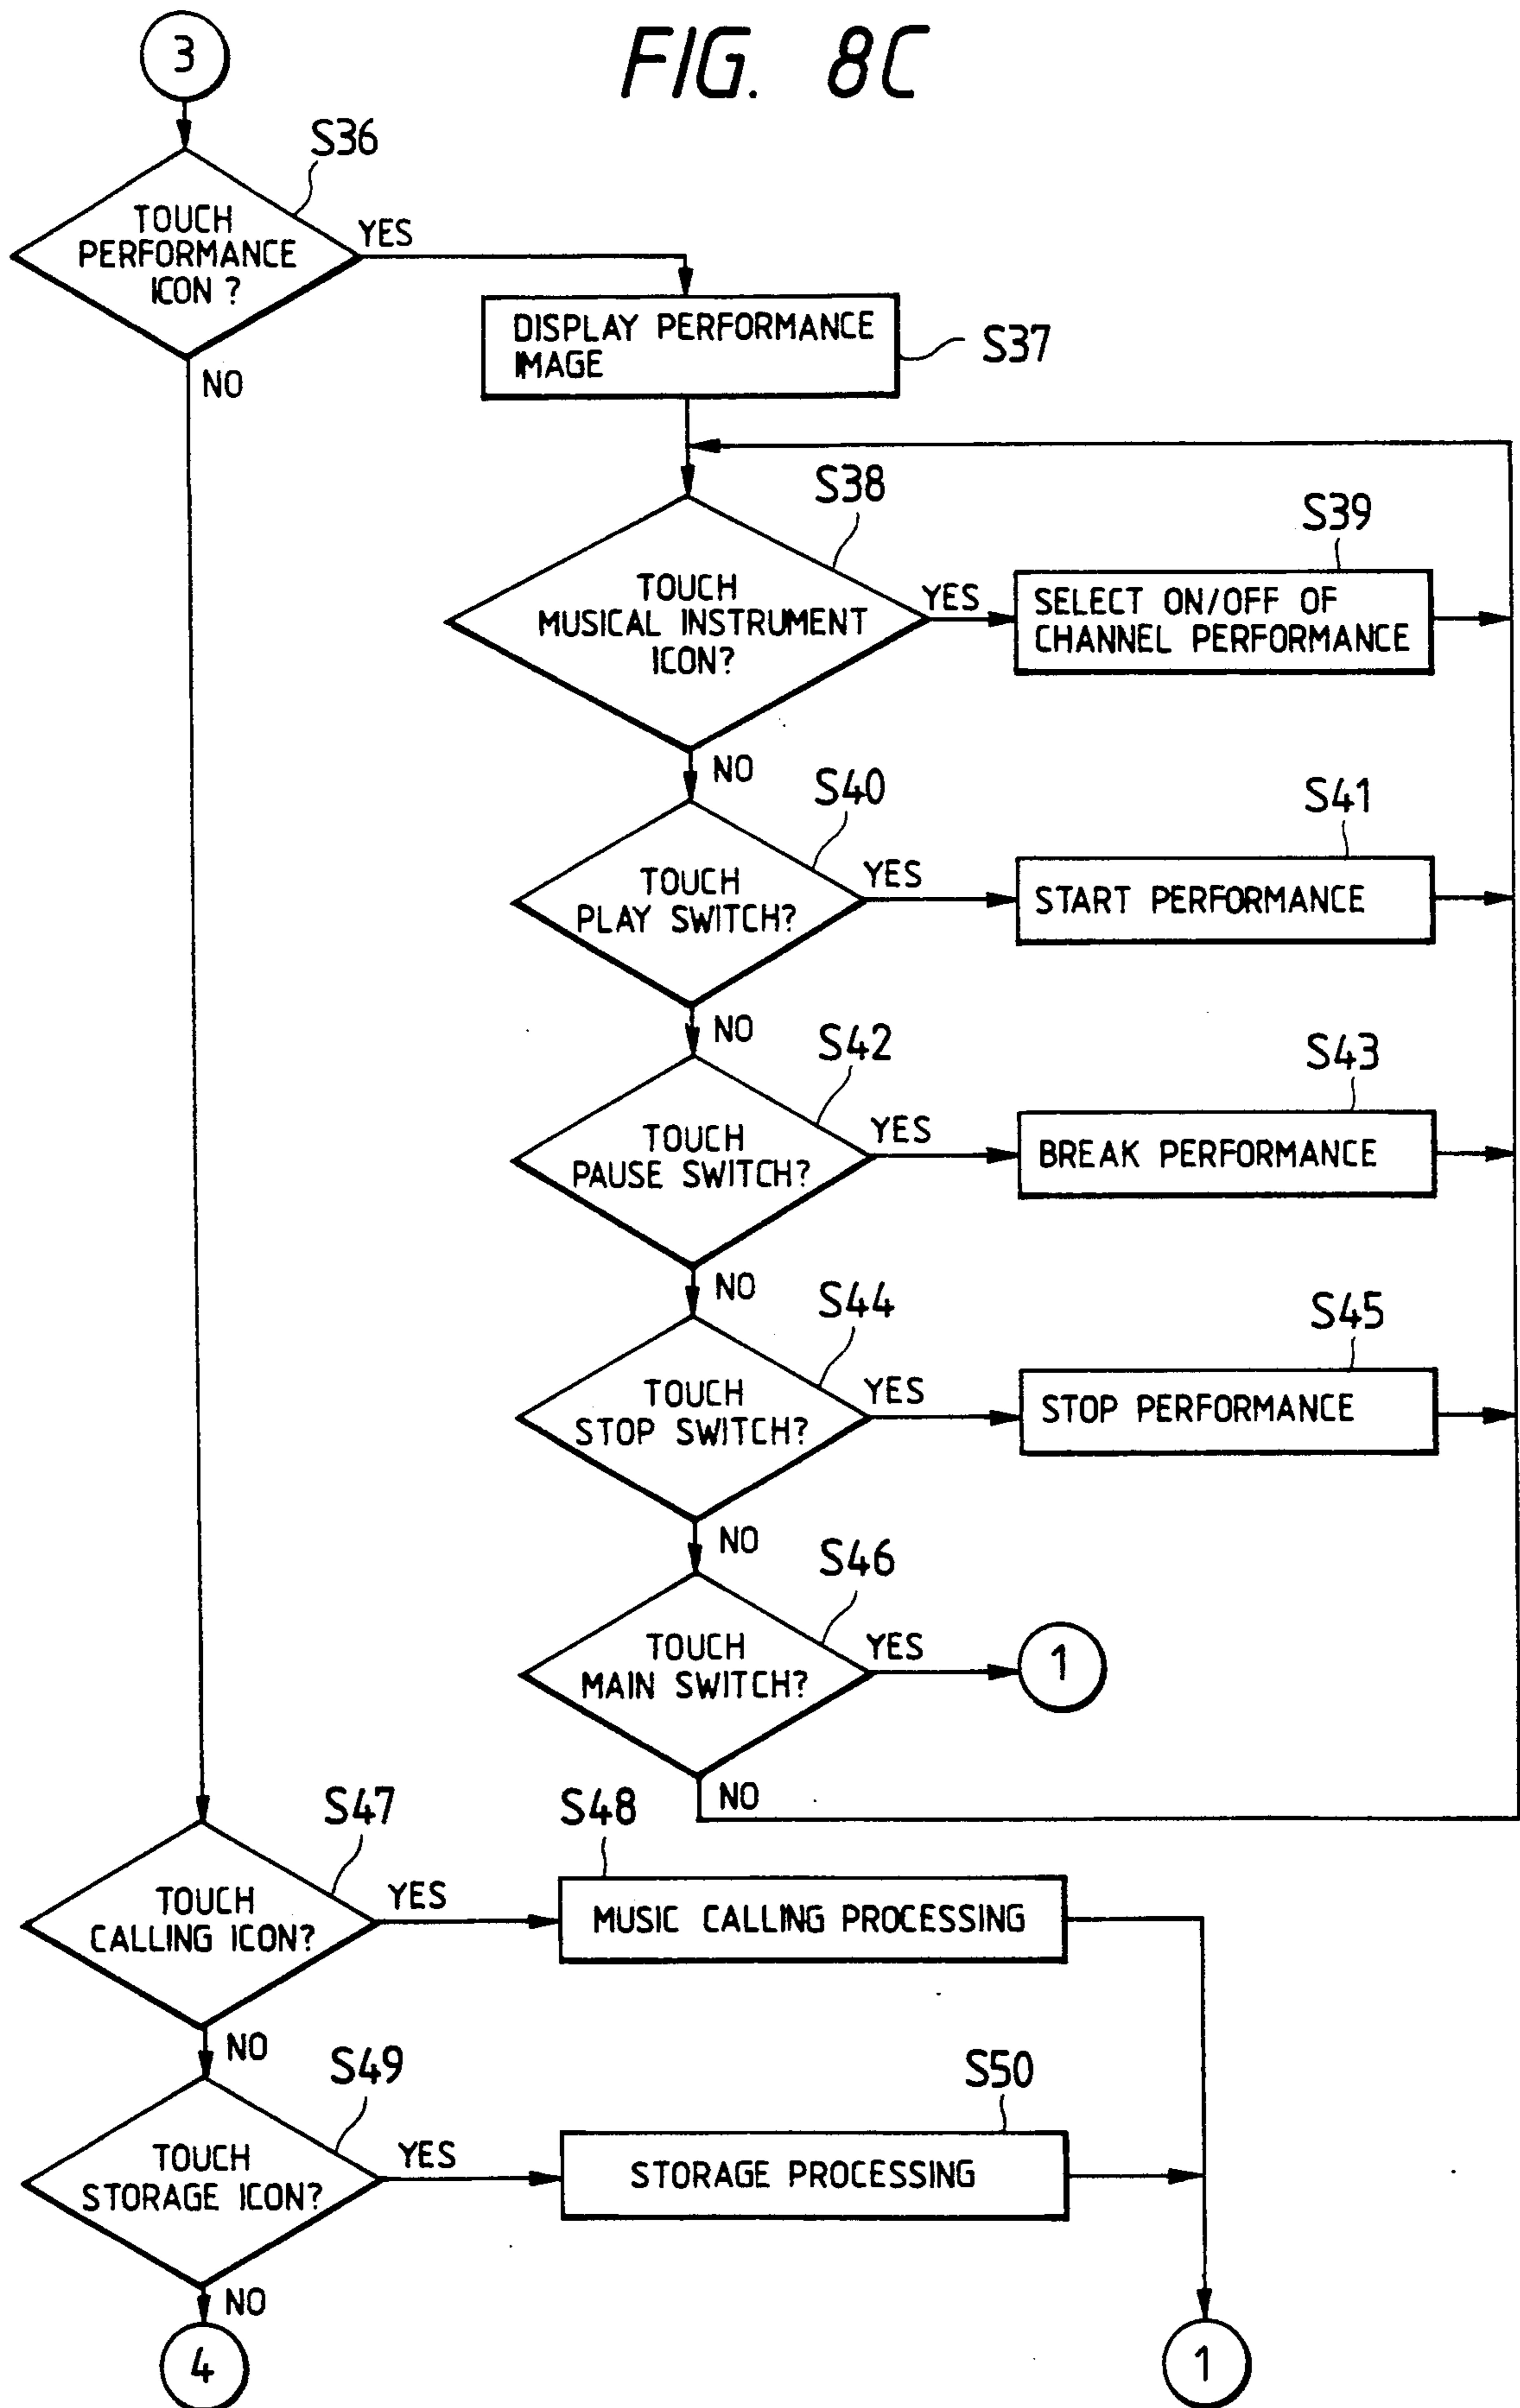 FIG. 8C
3
S36
TOUCH
PERFORMANCE
ICON ?
YES
NO
DISPLAY PERFORMANCE
IMAGE
S37
S38
TOUCH
MUSICAL INSTRUMENT
ICON?
YES
NO
S39
SELECT ON/OFF OF
CHANNEL PERFORMANCE
S40
TOUCH
PLAY SWITCH?
YES
NO
S41
START PERFORMANCE
S42
TOUCH
PAUSE SWITCH?
YES
NO
S43
BREAK PERFORMANCE
S44
TOUCH
STOP SWITCH?
YES
NO
S45
STOP PERFORMANCE
S46
TOUCH
MAIN SWITCH?
YES
1
NO
S47
TOUCH
CALLING ICON?
YES
NO
S48
MUSIC CALLING PROCESSING
S49
TOUCH
STORAGE ICON?
YES
NO
S50
STORAGE PROCESSING
4
1